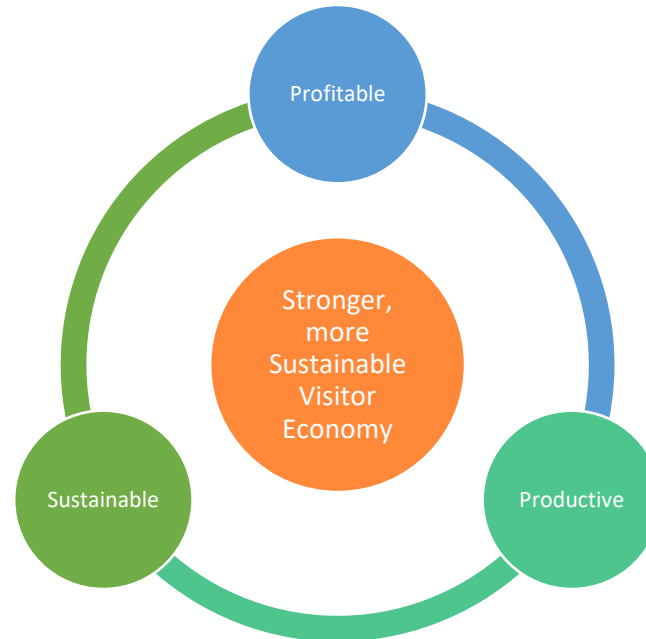 Profitable
Stronger,
more
Sustainable
Visitor
Economy
Sustainable
Productive